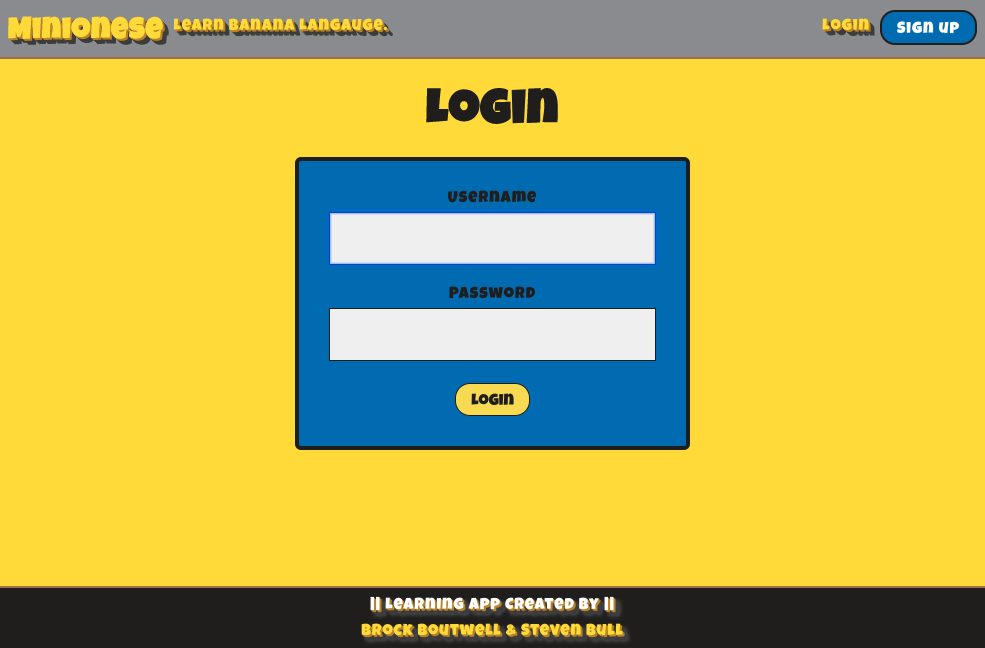 Minionese
Learn Banana Langauge.
Login
Sign up
Login
Username
Password
Login
|| Learning app created by ||
Brock Boutwell & Steven Bull